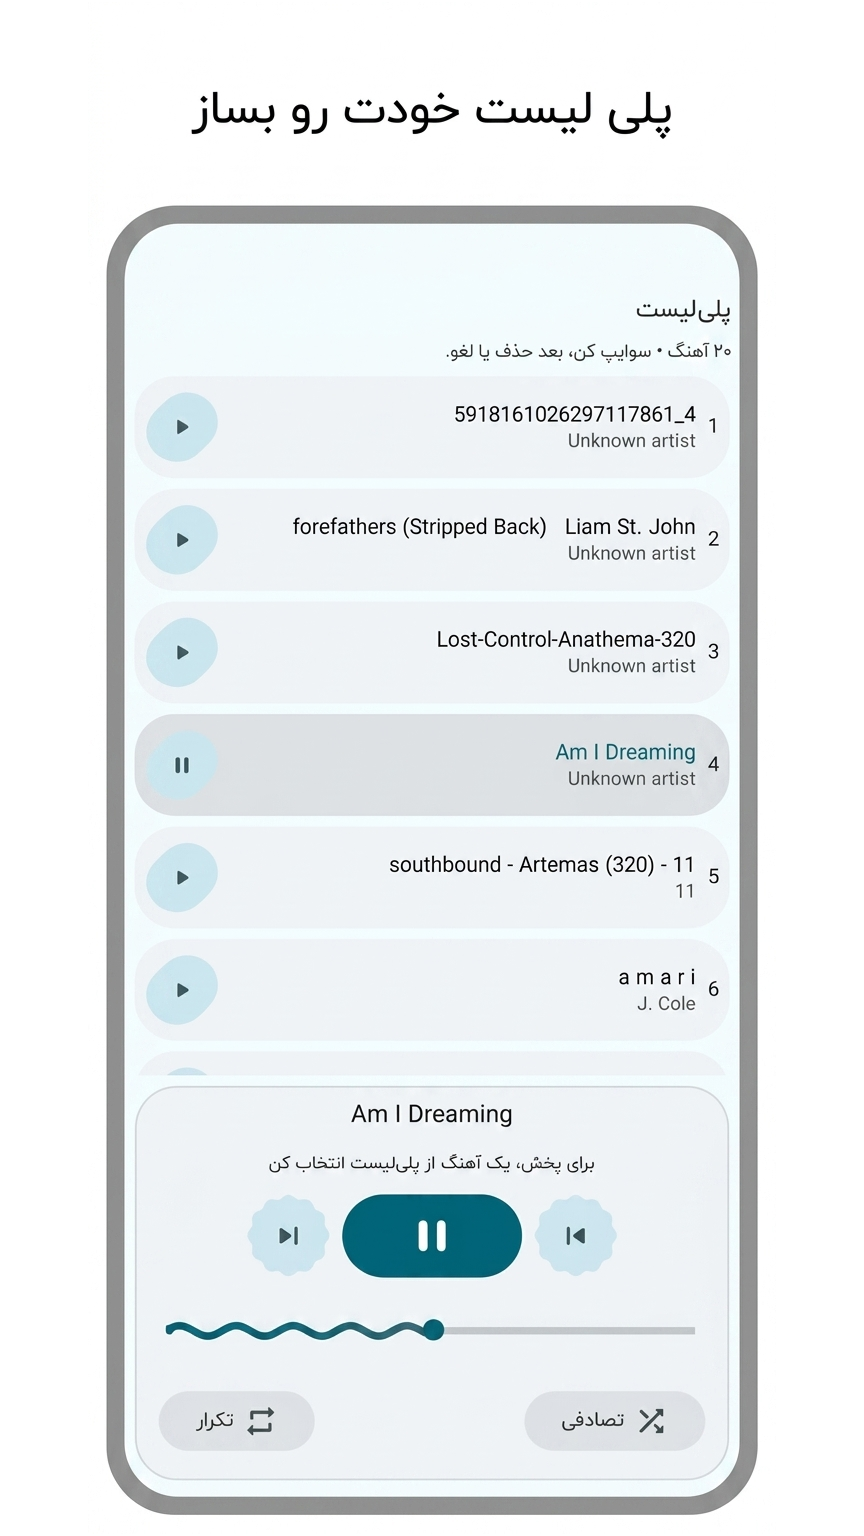 پلی لیست خودت رو بساز
پلی‌لیست
۲۰ آهنگ • سواپپ کن، بعد حذف یا لغو.
1
5918161026297117861_4
Unknown artist
2
forefathers (Stripped Back)   Liam St. John
Unknown artist
3
Lost-Control-Anathema-320
Unknown artist
4
Am I Dreaming
Unknown artist
5
southbound - Artemas (320) - 11
11
6
a m a r i
J. Cole
Am I Dreaming
برای پخش، یک آهنگ از پلی‌لیست انتخاب کن
تصادفی
تکرار